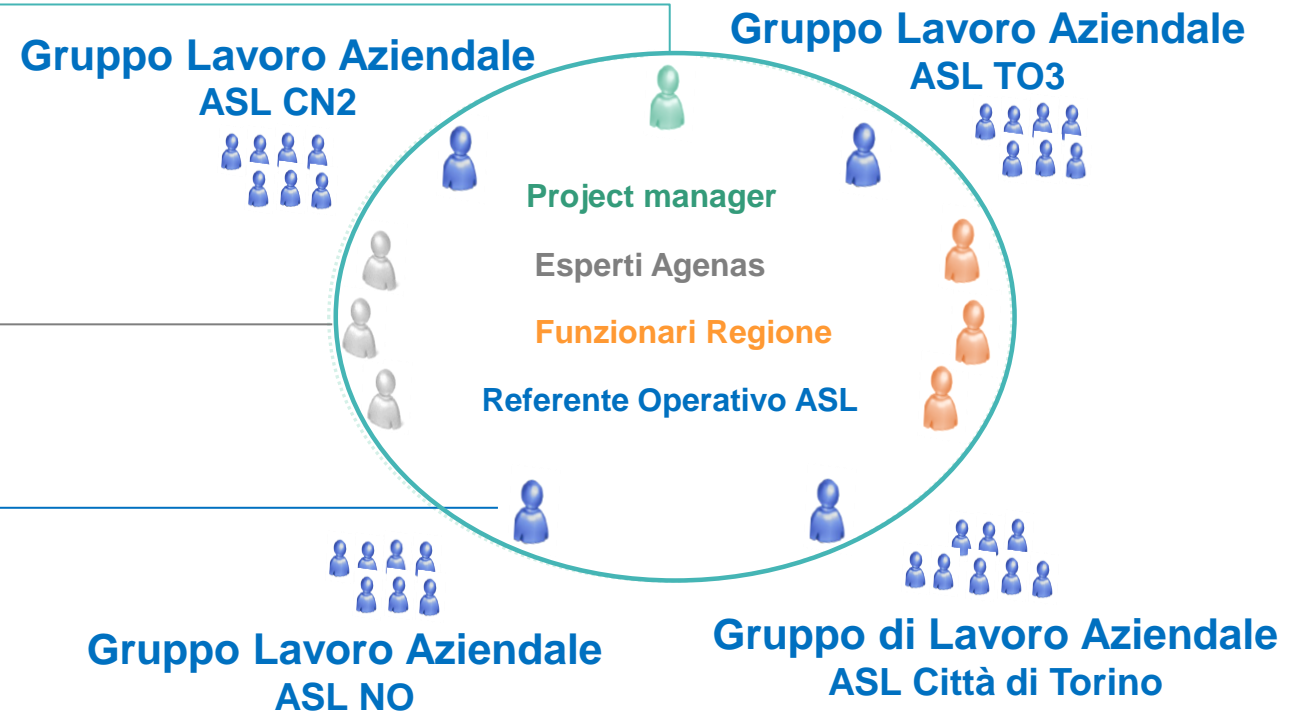 Gruppo Lavoro Aziendale
ASL CN2
Gruppo Lavoro Aziendale
ASL TO3
Project manager
Esperti Agenas
Funzionari Regione
Referente Operativo ASL
Gruppo Lavoro Aziendale
ASL NO
Gruppo di Lavoro Aziendale
ASL Città di Torino